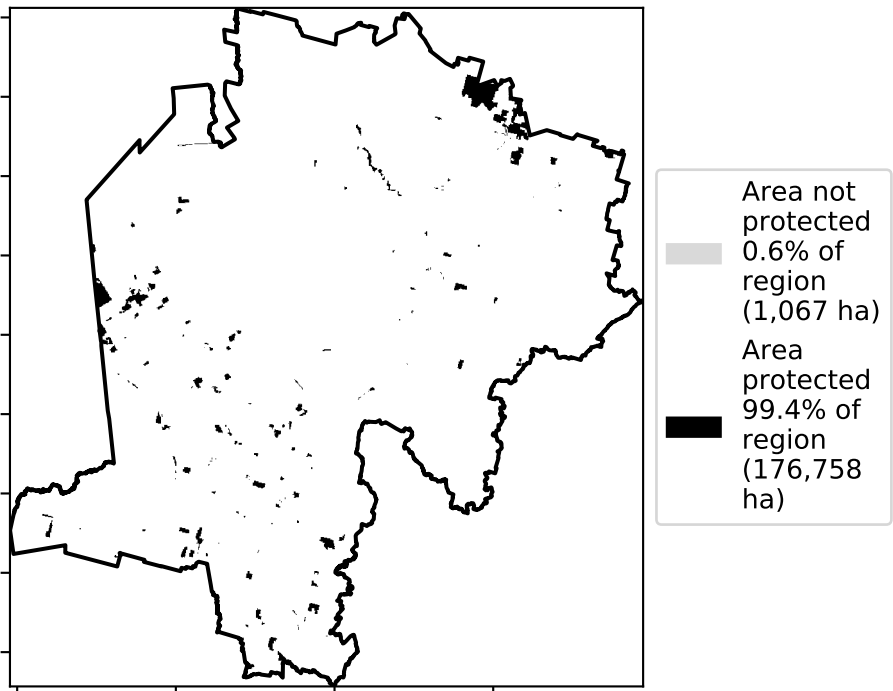 Area not
protected
0.6% of
region
(1,067 ha)
Area
protected
99.4% of
region
(176,758
ha)